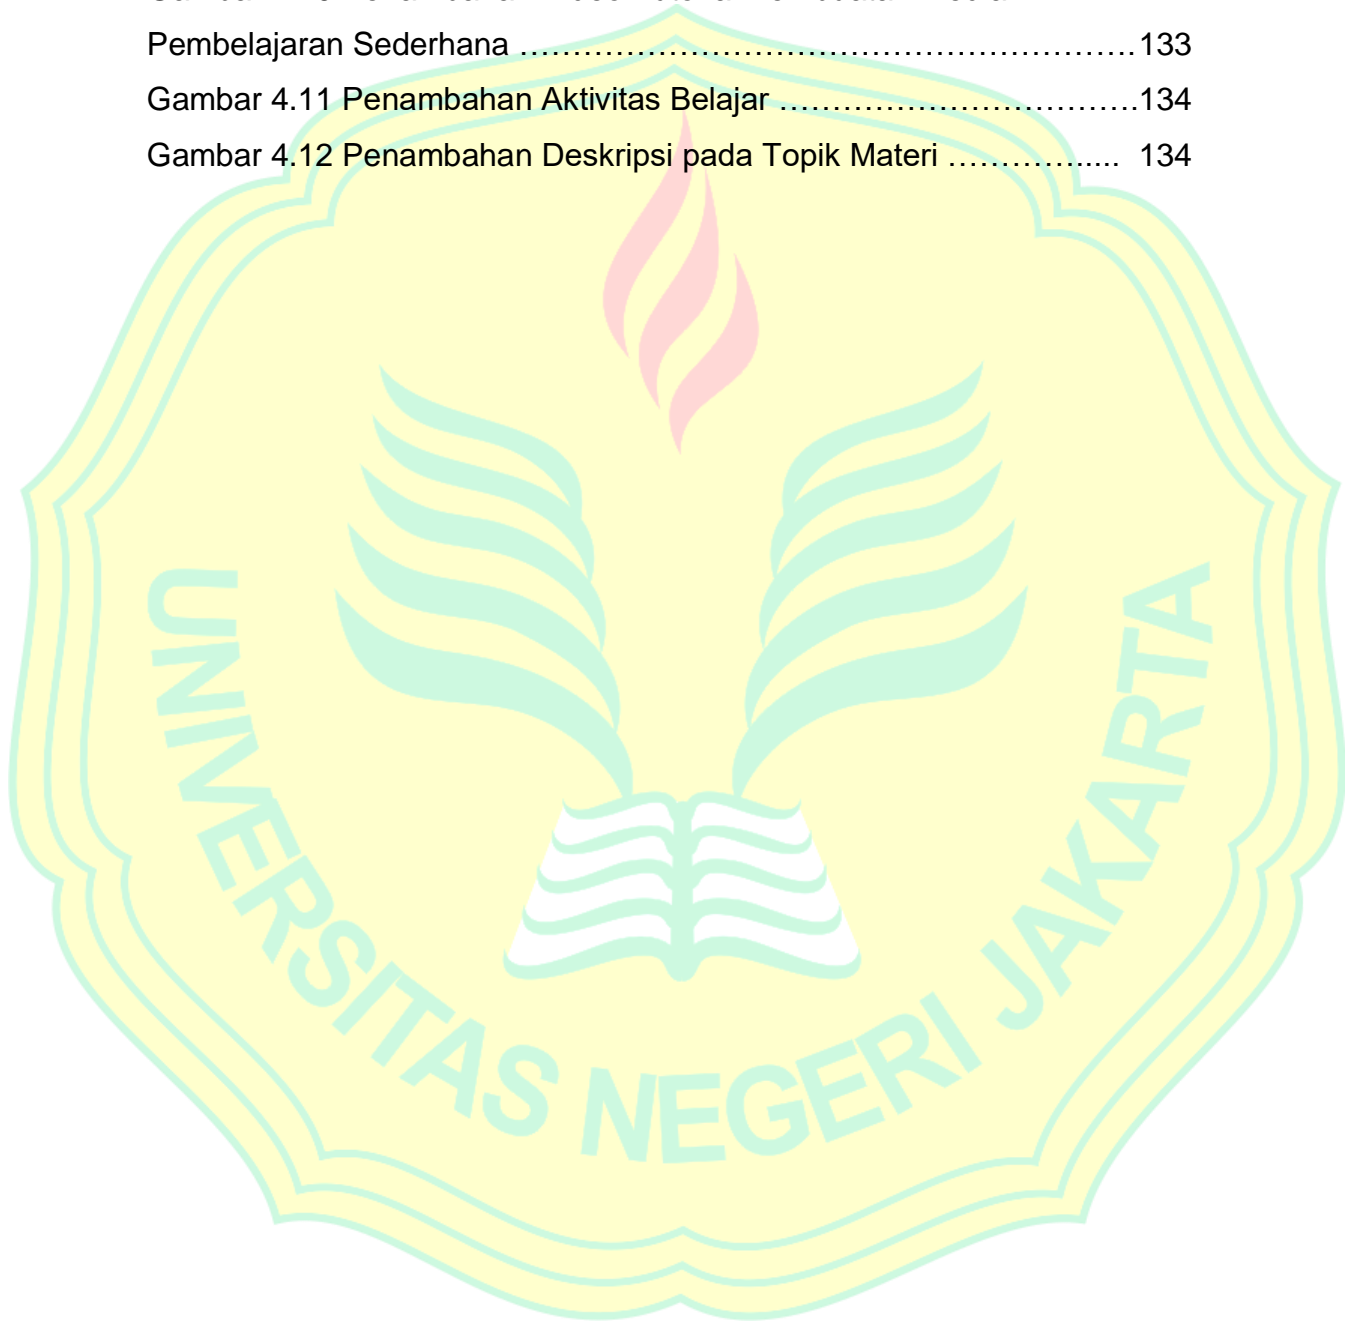 Pembelajaran Sederhana ……………………………………………………133
Gambar 4.11 Penambahan Aktivitas Belajar …………………………….134
Gambar 4.12 Penambahan Deskripsi pada Topik Materi …………..... 134
UNIVERSITAS NEGERI JAKARTA